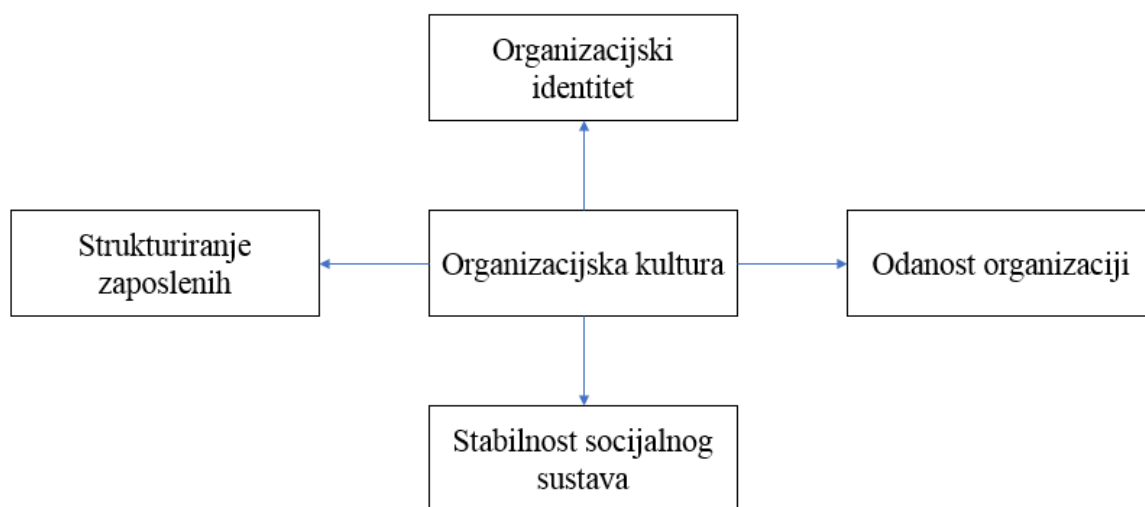 Organizacijski
identitet
Strukturiranje
zaposlenih
Organizacijska kultura
Odanost organizaciji
Stabilnost socijalnog
sustava